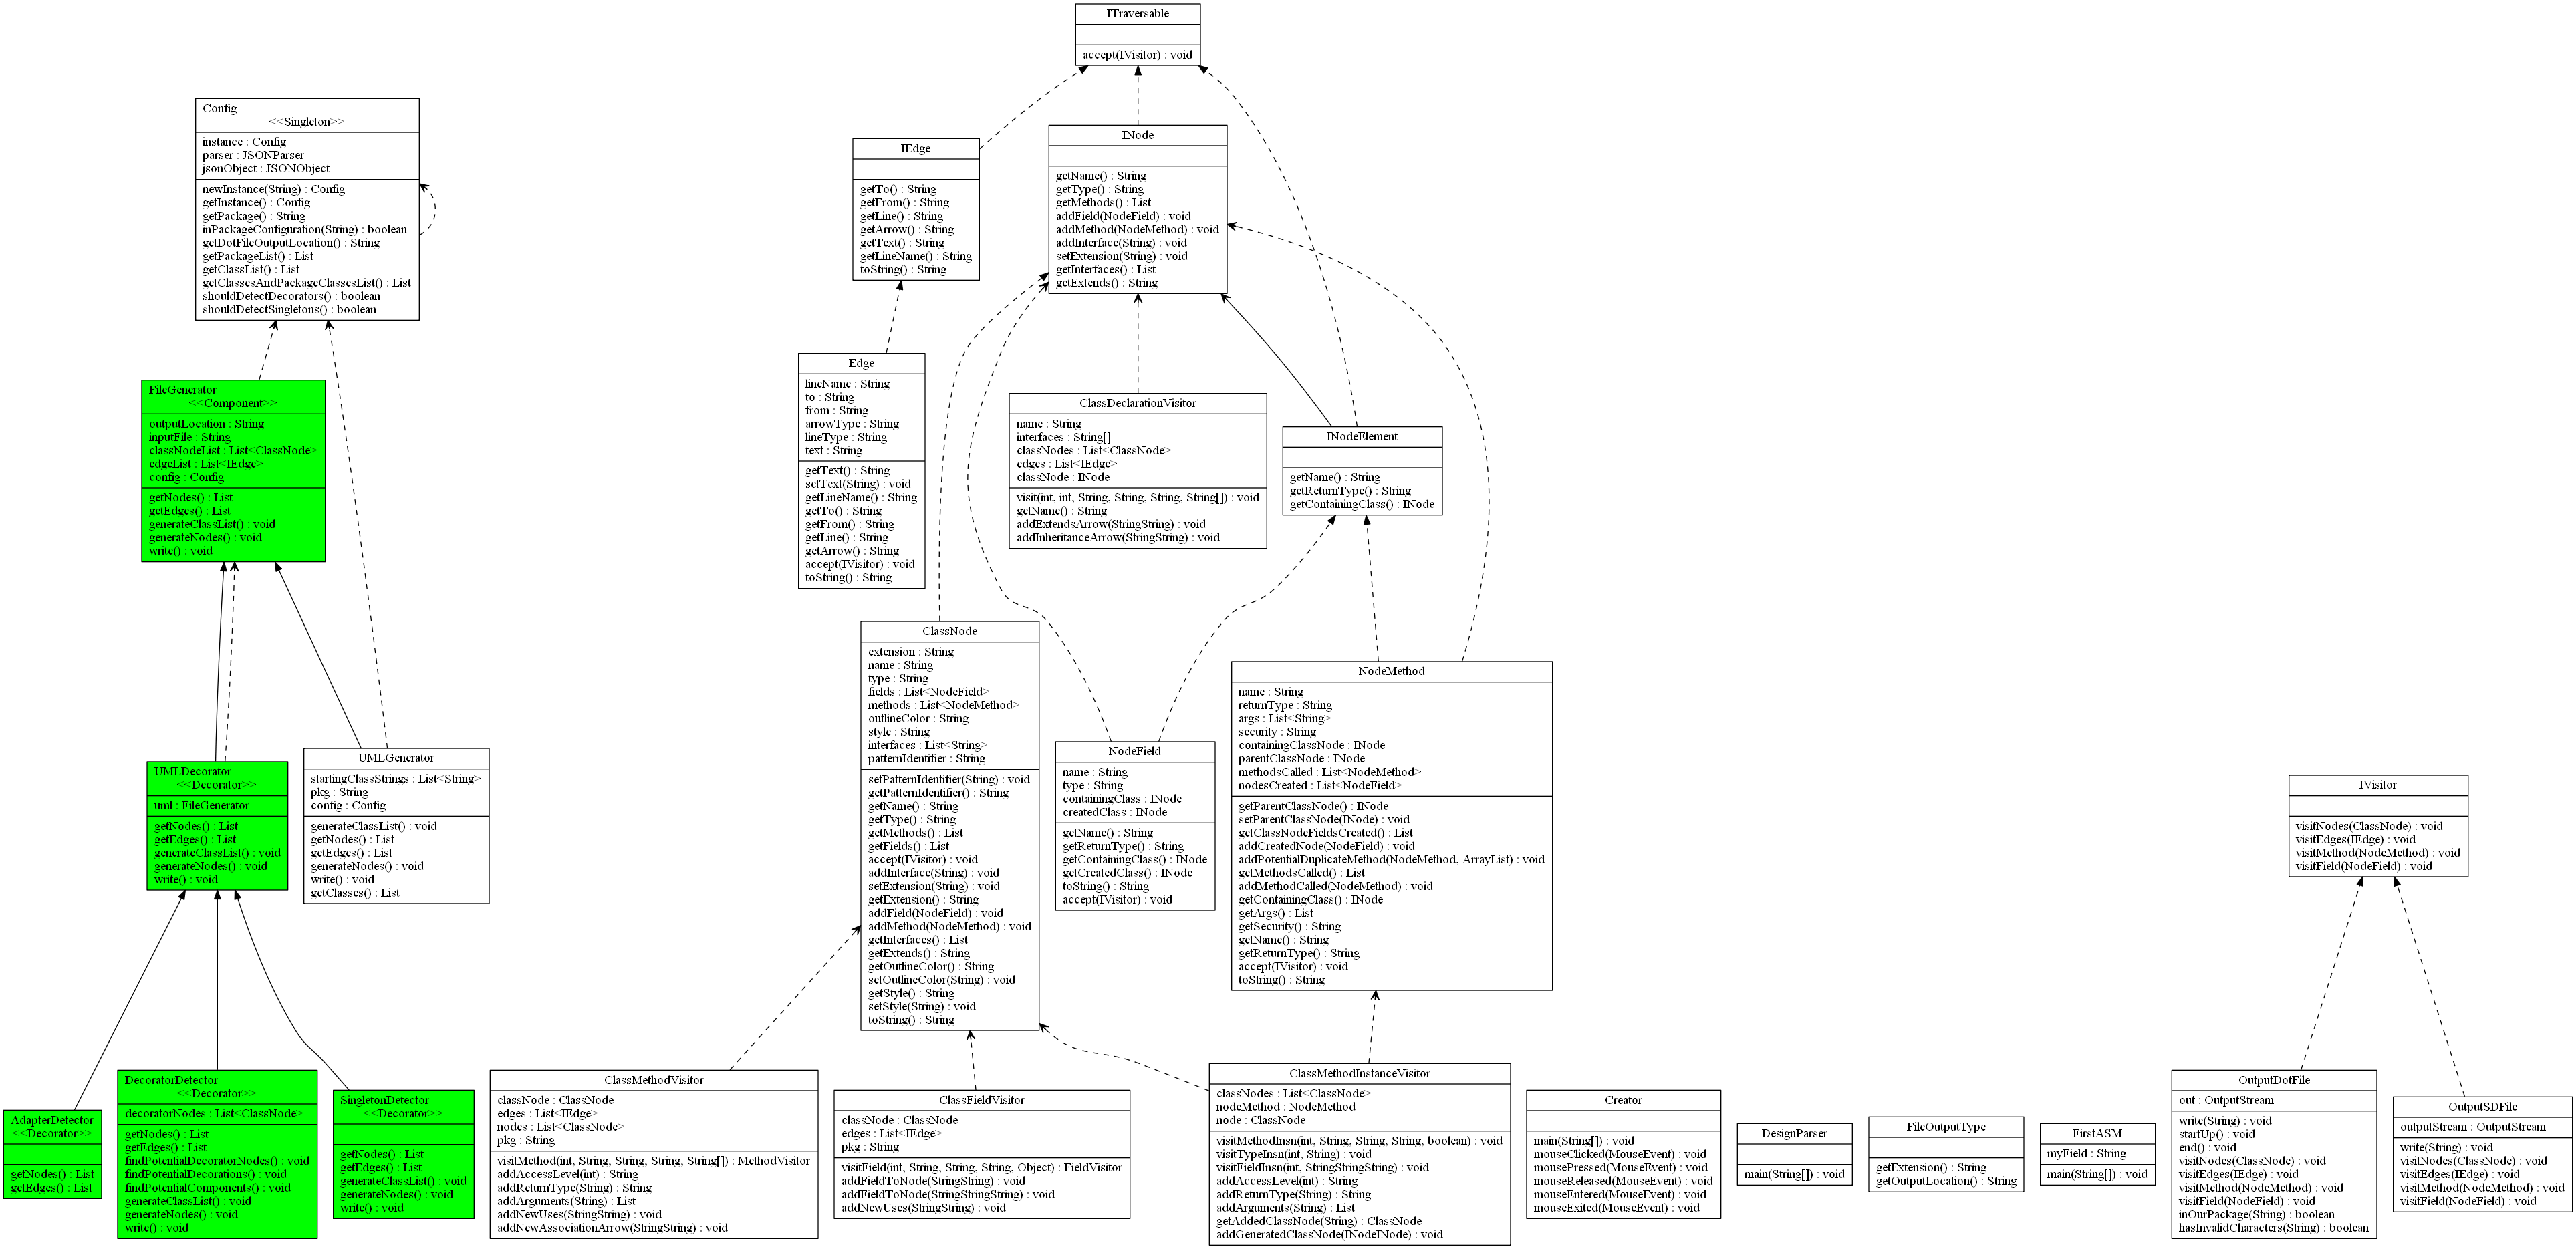 ITraversable
accept(IVisitor) : void
Config
<<Singleton>>
instance : Config
parser : JSONParser
jsonObject : JSONObject
newInstance(String) : Config
getInstance() : Config
getPackage() : String
inPackageConfiguration(String) : boolean
getDotFileOutputLocation() : String
getPackageList() : List
getClassList() : List
getClassesAndPackageClassesList() : List
shouldDetectDecorators() : boolean
shouldDetectSingletons() : boolean
IEdge
getTo() : String
getFrom() : String
getLine() : String
getArrow() : String
getText() : String
getLineName() : String
toString() : String
INode
getName() : String
getType() : String
getMethods() : List
addField(NodeField) : void
addMethod(NodeMethod) : void
addInterface(String) : void
setExtension(String) : void
getInterfaces() : List
getExtends() : String
FileGenerator
<<Component>>
outputLocation : String
inputFile : String
classNodeList : List<ClassNode>
edgeList : List<IEdge>
config : Config
getNodes() : List
getEdges() : List
generateClassList() : void
generateNodes() : void
write() : void
Edge
lineName : String
to : String
from : String
arrowType : String
lineType : String
text : String
getText() : String
setText(String) : void
getLineName() : String
getTo() : String
getFrom() : String
getLine() : String
getArrow() : String
accept(IVisitor) : void
toString() : String
ClassDeclarationVisitor
name : String
interfaces : String[]
classNodes : List<ClassNode>
edges : List<IEdge>
classNode : INode
visit(int, int, String, String, String, String[]) : void
getName() : String
addExtendsArrow(StringString) : void
addInheritanceArrow(StringString) : void
INodeElement
getName() : String
getReturnType() : String
getContainingClass() : INode
UMLDecorator
<<Decorator>>
uml : FileGenerator
getNodes() : List
getEdges() : List
generateClassList() : void
generateNodes() : void
write() : void
UMLGenerator
startingClassStrings : List<String>
pkg : String
config : Config
generateClassList() : void
getNodes() : List
getEdges() : List
generateNodes() : void
write() : void
getClasses() : List
ClassNode
extension : String
name : String
type : String
fields : List<NodeField>
methods : List<NodeMethod>
outlineColor : String
style : String
interfaces : List<String>
patternIdentifier : String
setPatternIdentifier(String) : void
getPatternIdentifier() : String
getName() : String
getType() : String
getMethods() : List
getFields() : List
accept(IVisitor) : void
addInterface(String) : void
setExtension(String) : void
getExtension() : String
addField(NodeField) : void
addMethod(NodeMethod) : void
getInterfaces() : List
getExtends() : String
getOutlineColor() : String
setOutlineColor(String) : void
getStyle() : String
setStyle(String) : void
toString() : String
NodeField
name : String
type : String
containingClass : INode
createdClass : INode
getName() : String
getReturnType() : String
getContainingClass() : INode
getCreatedClass() : INode
toString() : String
accept(IVisitor) : void
NodeMethod
name : String
returnType : String
args : List<String>
security : String
containingClassNode : INode
parentClassNode : INode
methodsCalled : List<NodeMethod>
nodesCreated : List<NodeField>
getParentClassNode() : INode
setParentClassNode(INode) : void
getClassNodeFieldsCreated() : List
addCreatedNode(NodeField) : void
addPotentialDuplicateMethod(NodeMethod, ArrayList) : void
getMethodsCalled() : List
addMethodCalled(NodeMethod) : void
getContainingClass() : INode
getArgs() : List
getSecurity() : String
getName() : String
getReturnType() : String
accept(IVisitor) : void
toString() : String
IVisitor
visitNodes(ClassNode) : void
visitEdges(IEdge) : void
visitMethod(NodeMethod) : void
visitField(NodeField) : void
AdapterDetector
<<Decorator>>
getNodes() : List
getEdges() : List
DecoratorDetector
<<Decorator>>
decoratorNodes : List<ClassNode>
getNodes() : List
getEdges() : List
findPotentialDecoratorNodes() : void
findPotentialDecorations() : void
findPotentialComponents() : void
generateClassList() : void
generateNodes() : void
write() : void
SingletonDetector
<<Decorator>>
getNodes() : List
getEdges() : List
generateClassList() : void
generateNodes() : void
write() : void
ClassMethodVisitor
classNode : ClassNode
edges : List<IEdge>
nodes : List<ClassNode>
pkg : String
visitMethod(int, String, String, String, String[]) : MethodVisitor
addAccessLevel(int) : String
addReturnType(String) : String
addArguments(String) : List
addNewUses(StringString) : void
addNewAssociationArrow(StringString) : void
ClassFieldVisitor
classNode : ClassNode
edges : List<IEdge>
pkg : String
visitField(int, String, String, String, Object) : FieldVisitor
addFieldToNode(StringString) : void
addFieldToNode(StringStringString) : void
addNewUses(StringString) : void
ClassMethodInstanceVisitor
classNodes : List<ClassNode>
nodeMethod : NodeMethod
node : ClassNode
visitMethodInsn(int, String, String, String, boolean) : void
visitTypeInsn(int, String) : void
visitFieldInsn(int, StringStringString) : void
addAccessLevel(int) : String
addReturnType(String) : String
addArguments(String) : List
getAddedClassNode(String) : ClassNode
addGeneratedClassNode(INodeINode) : void
Creator
main(String[]) : void
mouseClicked(MouseEvent) : void
mousePressed(MouseEvent) : void
mouseReleased(MouseEvent) : void
mouseEntered(MouseEvent) : void
mouseExited(MouseEvent) : void
DesignParser
main(String[]) : void
FileOutputType
getExtension() : String
getOutputLocation() : String
FirstASM
myField : String
main(String[]) : void
OutputDotFile
out : OutputStream
write(String) : void
startUp() : void
end() : void
visitNodes(ClassNode) : void
visitEdges(IEdge) : void
visitMethod(NodeMethod) : void
visitField(NodeField) : void
inOurPackage(String) : boolean
hasInvalidCharacters(String) : boolean
OutputSDFile
outputStream : OutputStream
write(String) : void
visitNodes(ClassNode) : void
visitEdges(IEdge) : void
visitMethod(NodeMethod) : void
visitField(NodeField) : void